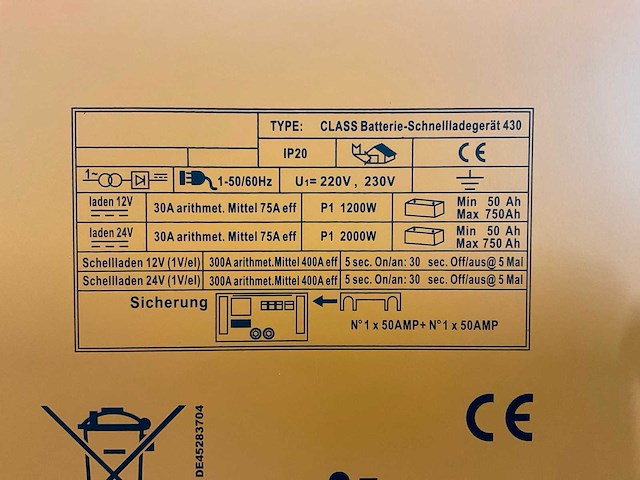 TYPE: CLASS Batterie-Schnellladegerät 430
IP20 CE
1~ 1-50/60Hz U1= 220V , 230V
laden 12V 30A arithmet. Mittel 75A eff P1 1200W Min 50 Ah
Max 750Ah
laden 24V 30A arithmet. Mittel 75A eff P1 2000W Min 50 Ah
Max 750 Ah
Schellladen 12V (1V/el) 300A arithmet.Mittel 400A eff 5 sec. On/an: 30 sec. Off/aus@ 5 Mal
Schellladen 24V (1V/el) 300A arithmet.Mittel 400A eff 5 sec. On/an: 30 sec. Off/aus@ 5 Mal
Sicherung
N°1 x 50AMP+ N°1 x 50AMP
CE
DE45283704